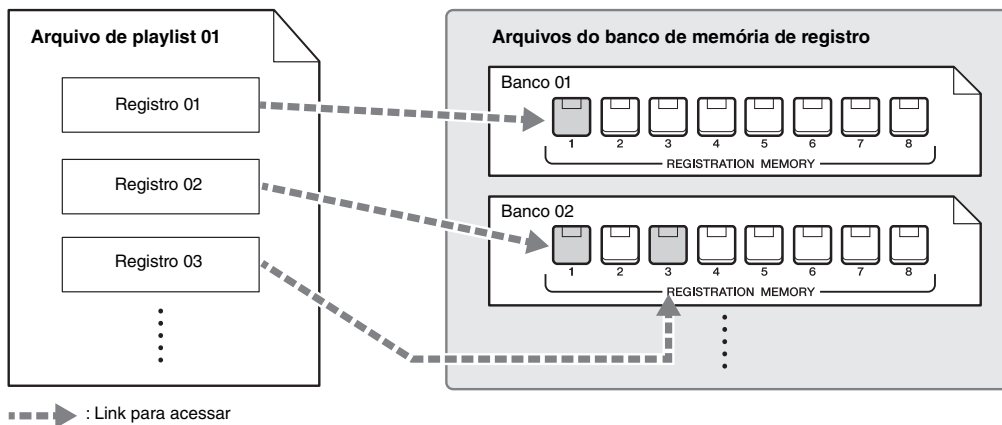 Arquivo de playlist 01
Registro 01
Registro 02
Registro 03
Arquivos do banco de memória de registro
Banco 01
1 2 3 4 5 6 7 8
REGISTRATION MEMORY
Banco 02
1 2 3 4 5 6 7 8
REGISTRATION MEMORY
: Link para acessar